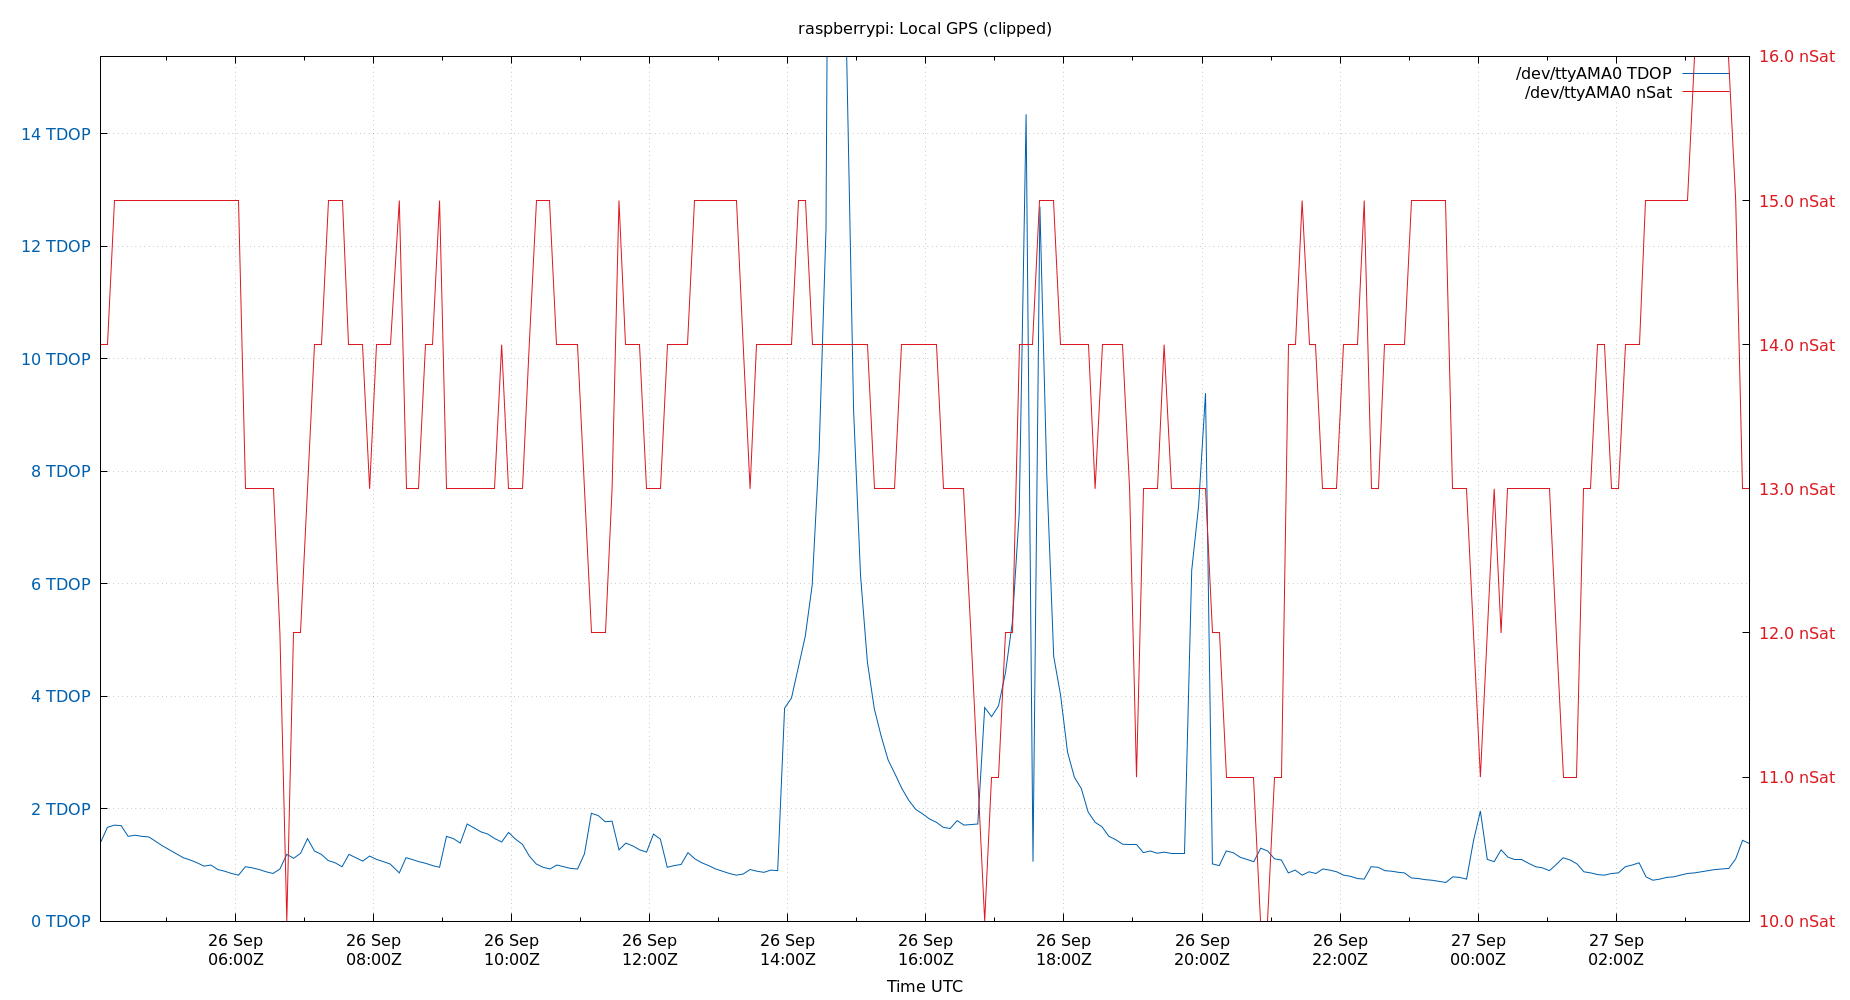 raspberrypi: Local GPS (clipped)
/dev/ttyAMA0 TDOP
/dev/ttyAMA0 nSat
14 TDOP
12 TDOP
10 TDOP
8 TDOP
6 TDOP
4 TDOP
2 TDOP
0 TDOP
16.0 nSat
15.0 nSat
14.0 nSat
13.0 nSat
12.0 nSat
11.0 nSat
10.0 nSat
26 Sep
06:00Z
26 Sep
08:00Z
26 Sep
10:00Z
26 Sep
12:00Z
26 Sep
14:00Z
26 Sep
16:00Z
26 Sep
18:00Z
26 Sep
20:00Z
26 Sep
22:00Z
27 Sep
00:00Z
27 Sep
02:00Z
Time UTC